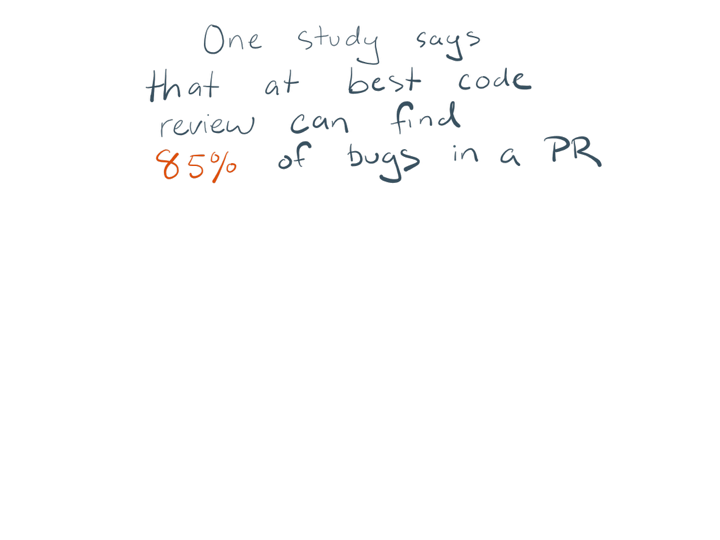 One study says
that at best code
review can find
85% of bugs in a PR